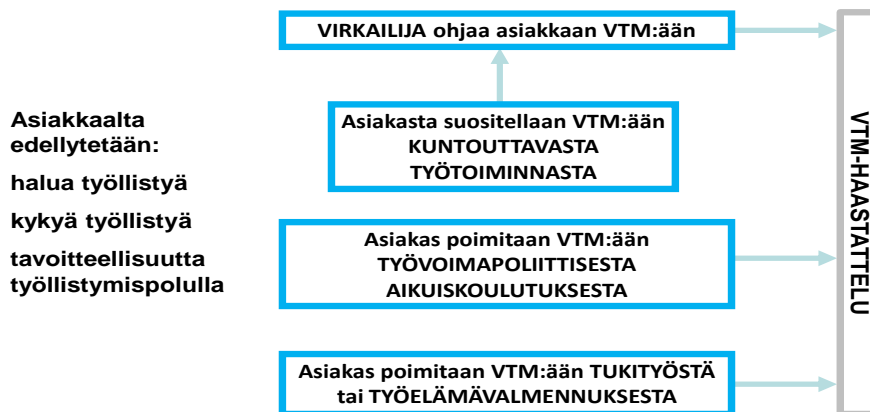 VIRKAILIJA ohjaa asiakkaan VTM:ään
Asiakkaalta
edellytetään:
halua työllistyä
kykyä työllistyä
tavoitteellisuutta
työllistymispolulla
Asiakasta suositellaan VTM:ään
KUNTOUTTAVASTA
TYÖTOIMINNASTA
Asiakas poimitaan VTM:ään
TYÖVOIMAPOLIITTISESTA
AIKUISKOULUTUKSESTA
Asiakas poimitaan VTM:ään TUKITYÖSTÄ
tai TYÖELÄMÄVALMENNUKSESTA
VTM-HAASTATTELU